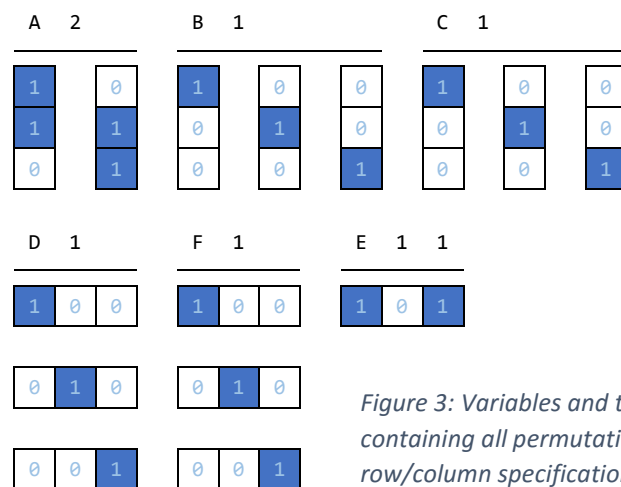 A 2 B 1 C 1
1 0 1 0 0 1 0 0
1 1 0 1 0 0 1 0
0 1 0 0 1 0 0 1
D 1 F 1 E 1 1
1 0 0 1 0 0 1 0 1
0 1 0 0 1 0
Figure 3: Variables and
containing all
0 0 1 0 0 1 row/column